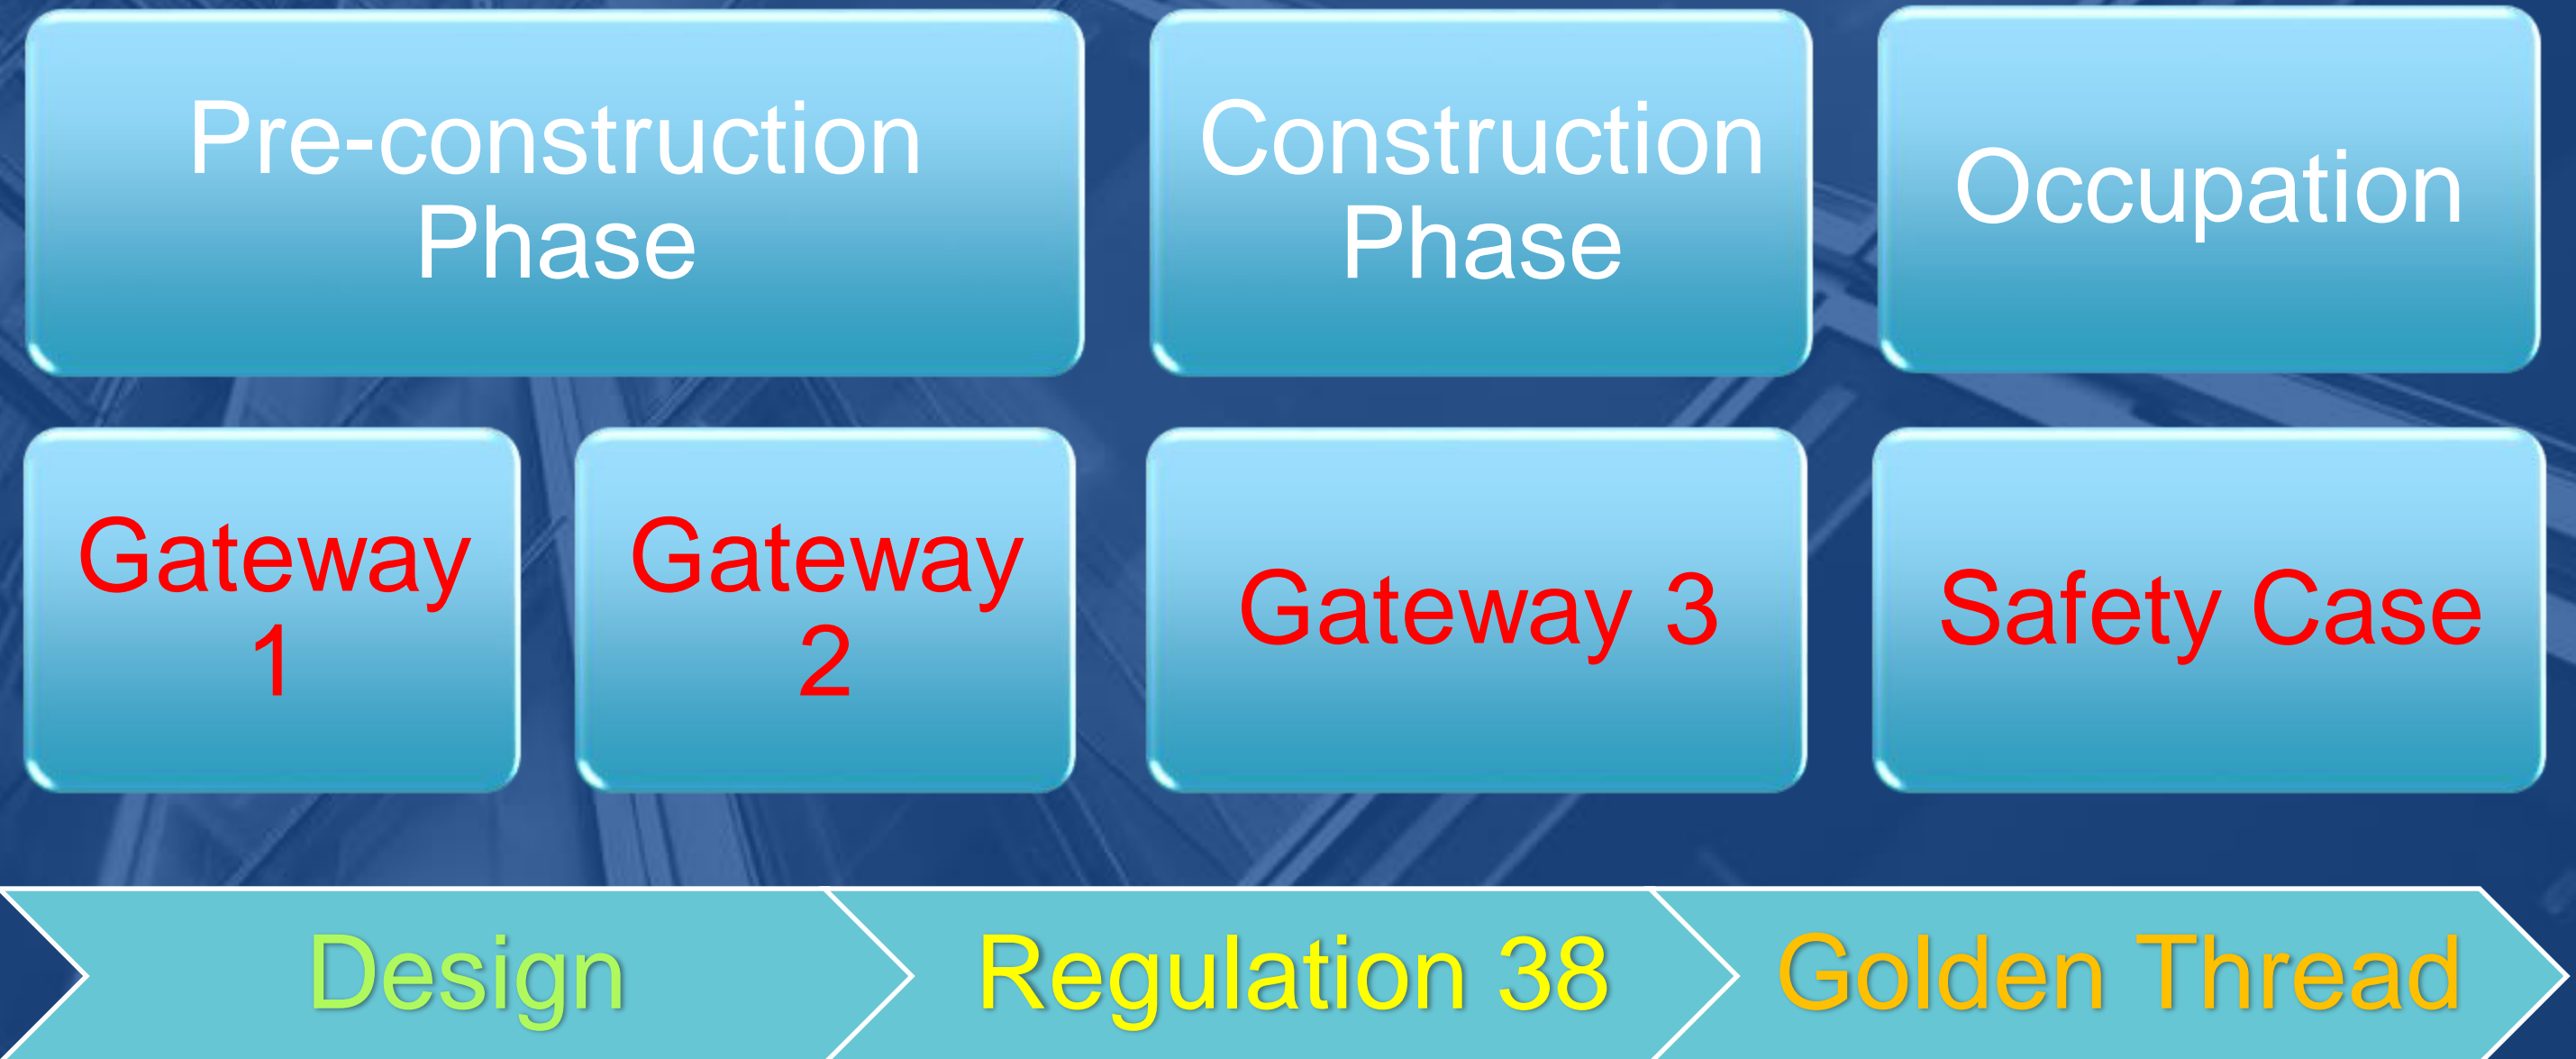 Pre-construction
Phase
Construction
Phase
Occupation
Gateway
1
Gateway
2
Gateway 3
Safety Case
Design
Regulation 38
Golden Thread